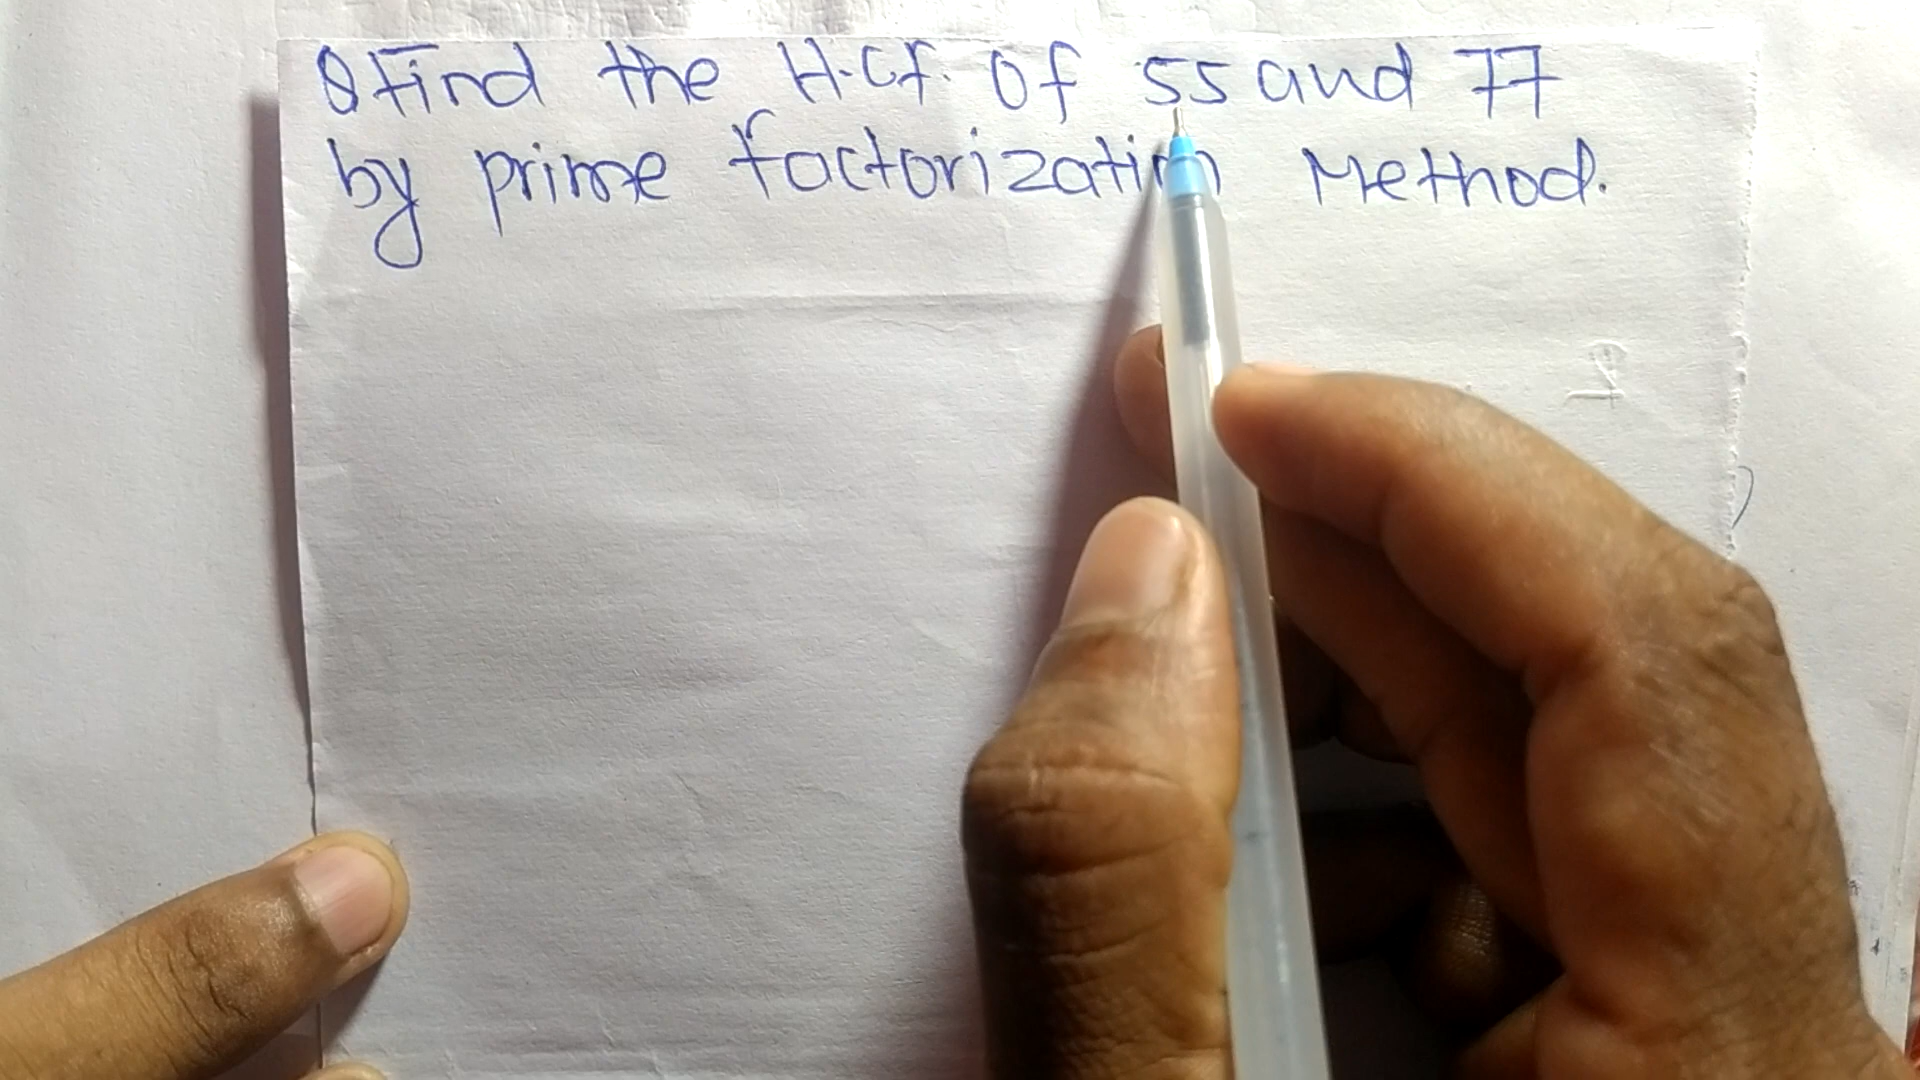 Q Find the H.C.F. Of 55 and 77
by prime factorization Method.